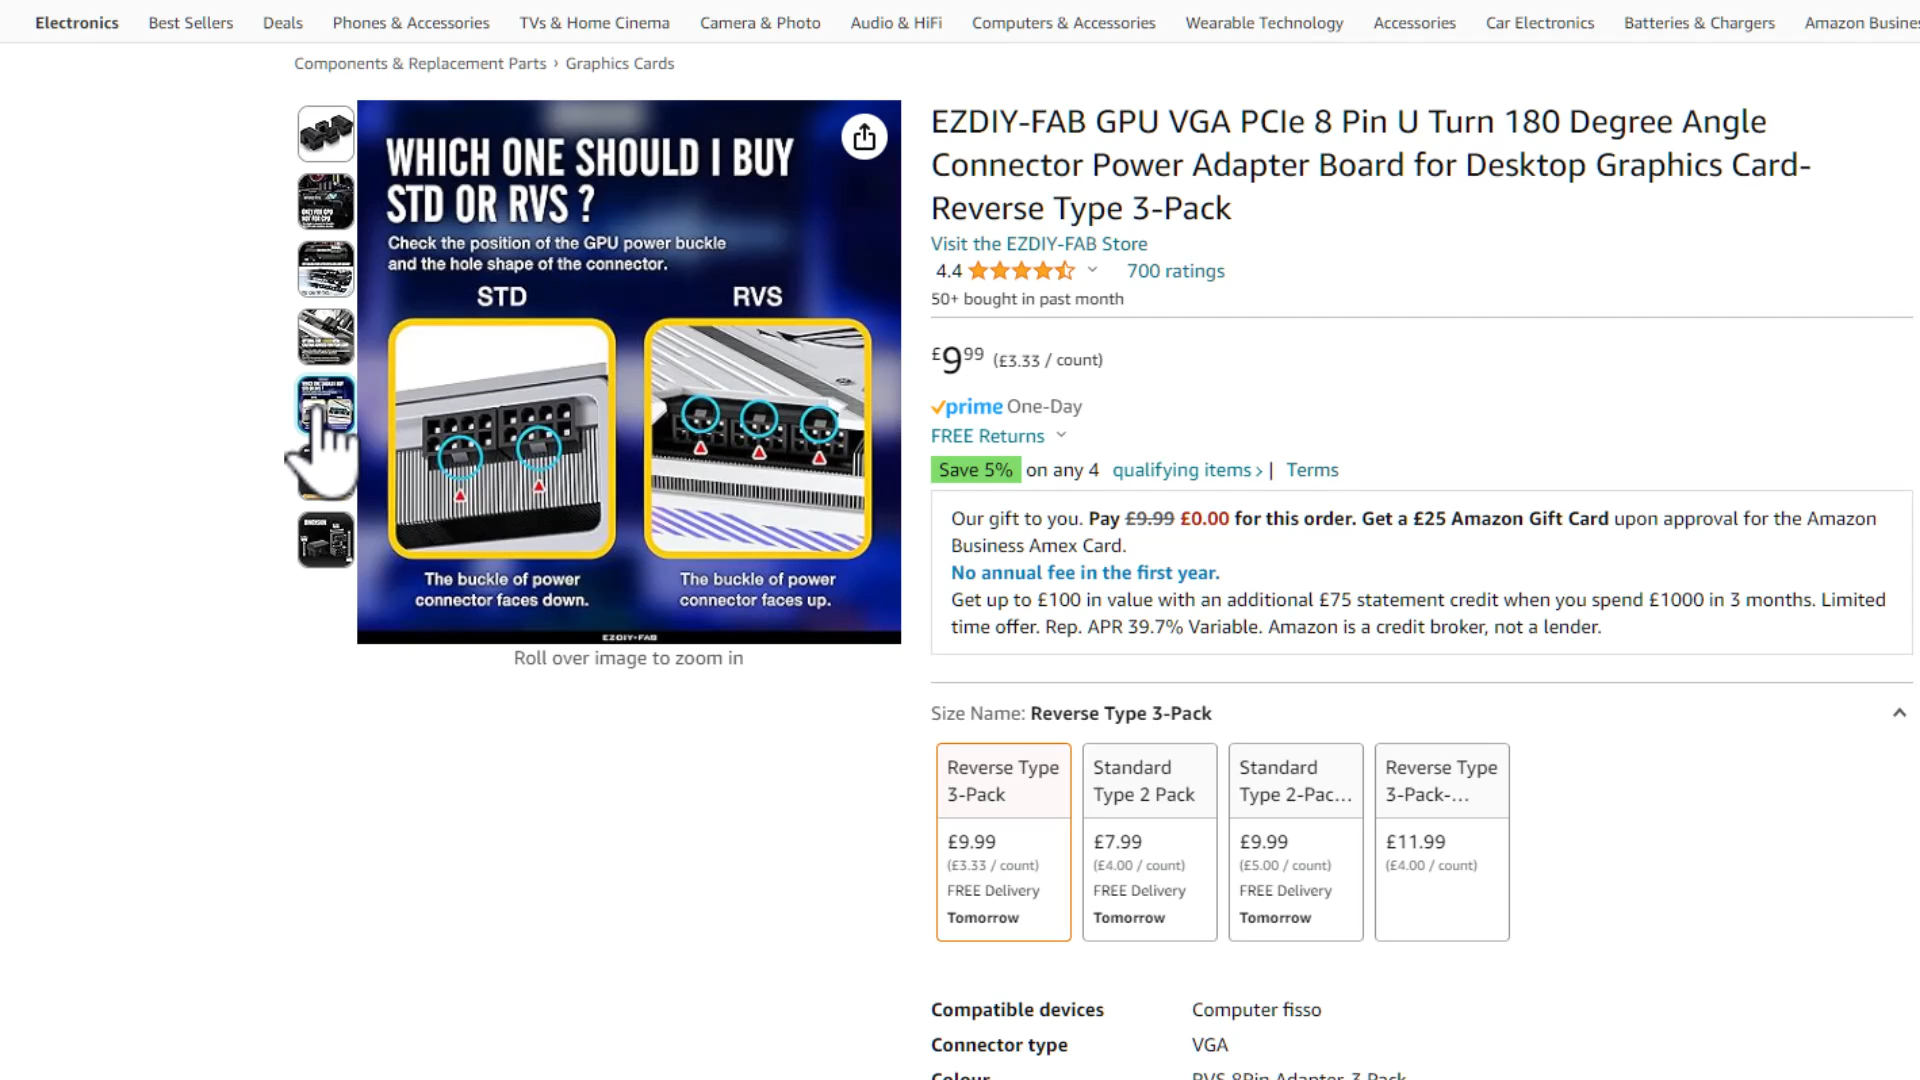 Electronics Best Sellers Deals Phones & Accessories TVs & Home Cinema Camera & Photo Audio & HiFi Computers & Accessories Wearable Technology Accessories Car Electronics Batteries & Chargers Amazon Busine
Components & Replacement Parts › Graphics Cards
WHICH ONE SHOULD I BUY
STD OR RVS ?
Check the position of the GPU power buckle
and the hole shape of the connector.
STD RVS
The buckle of power
connector faces down.
The buckle of power
connector faces up.
EZDIY-FAB
Roll over image to zoom in
EZDIY-FAB GPU VGA PCIe 8 Pin U Turn 180 Degree Angle
Connector Power Adapter Board for Desktop Graphics Card-
Reverse Type 3-Pack
Visit the EZDIY-FAB Store
4.4 700 ratings
50+ bought in past month
£9.99 (£3.33 / count)
prime One-Day
FREE Returns
Save 5% on any 4 qualifying items › | Terms
Our gift to you. Pay £9.99 £0.00 for this order. Get a £25 Amazon Gift Card upon approval for the Amazon
Business Amex Card.
No annual fee in the first year.
Get up to £100 in value with an additional £75 statement credit when you spend £1000 in 3 months. Limited
time offer. Rep. APR 39.7% Variable. Amazon is a credit broker, not a lender.
Size Name: Reverse Type 3-Pack
Reverse Type
3-Pack
£9.99
(£3.33 / count)
FREE Delivery
Tomorrow
Standard
Type 2 Pack
£7.99
(£4.00 / count)
FREE Delivery
Tomorrow
Standard
Type 2-Pac...
£9.99
(£5.00 / count)
FREE Delivery
Tomorrow
Reverse Type
3-Pack-...
£11.99
(£4.00 / count)
Compatible devices Computer fisso
Connector type VGA
Colour RVS 8Pin Adapter-3 Pack